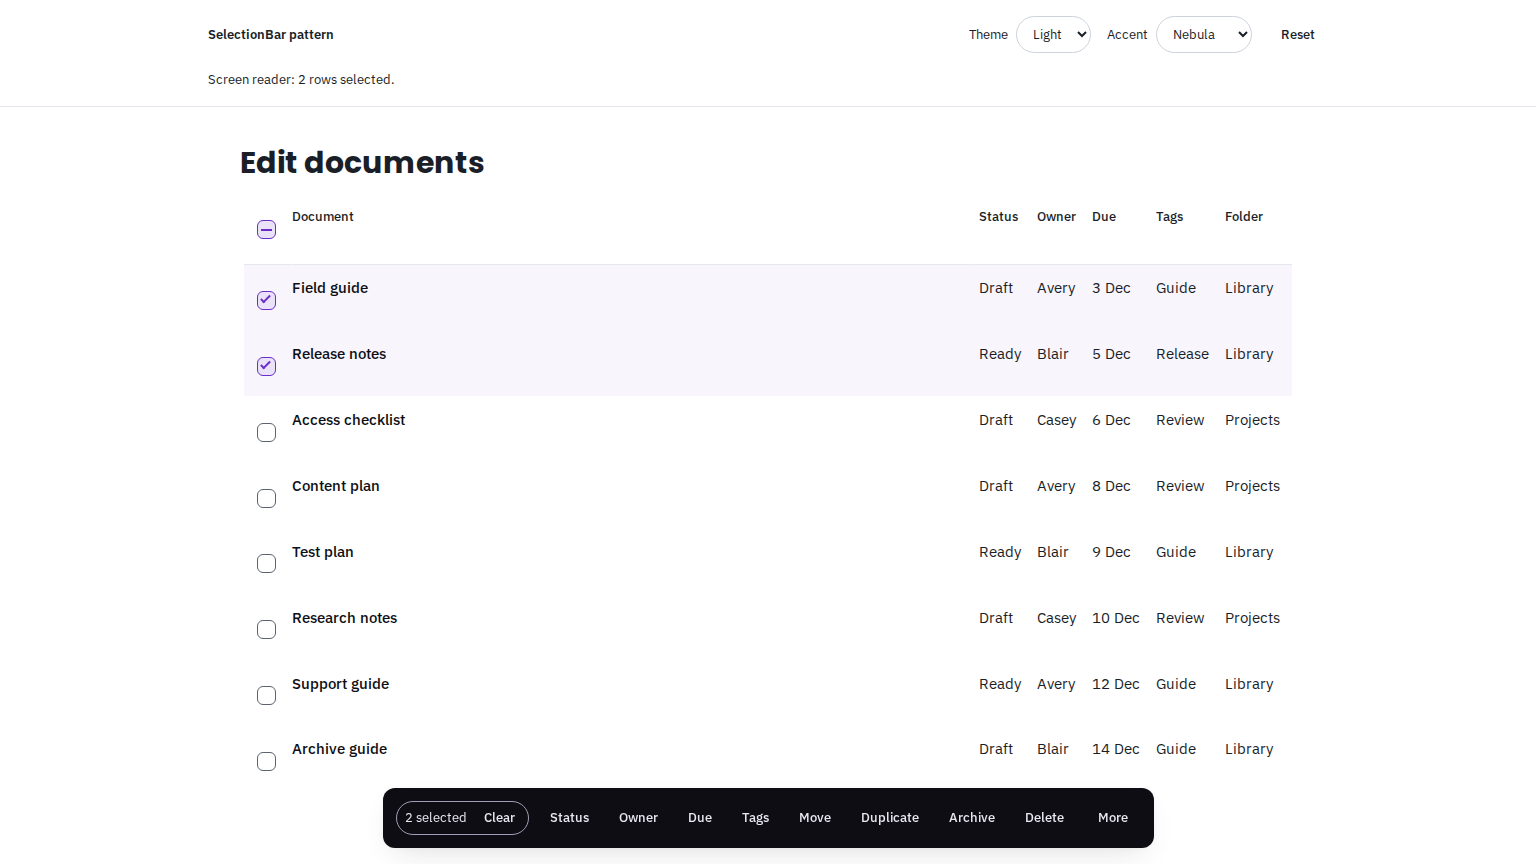 SelectionBar pattern
Theme Light Accent Nebula Reset
Screen reader: 2 rows selected.
Edit documents
Document Status Owner Due Tags Folder
Field guide Draft Avery 3 Dec Guide Library
Release notes Ready Blair 5 Dec Release Library
Access checklist Draft Casey 6 Dec Review Projects
Content plan Draft Avery 8 Dec Review Projects
Test plan Ready Blair 9 Dec Guide Library
Research notes Draft Casey 10 Dec Review Projects
Support guide Ready Avery 12 Dec Guide Library
Archive guide Draft Blair 14 Dec Guide Library
2 selected Clear Status Owner Due Tags Move Duplicate Archive Delete More